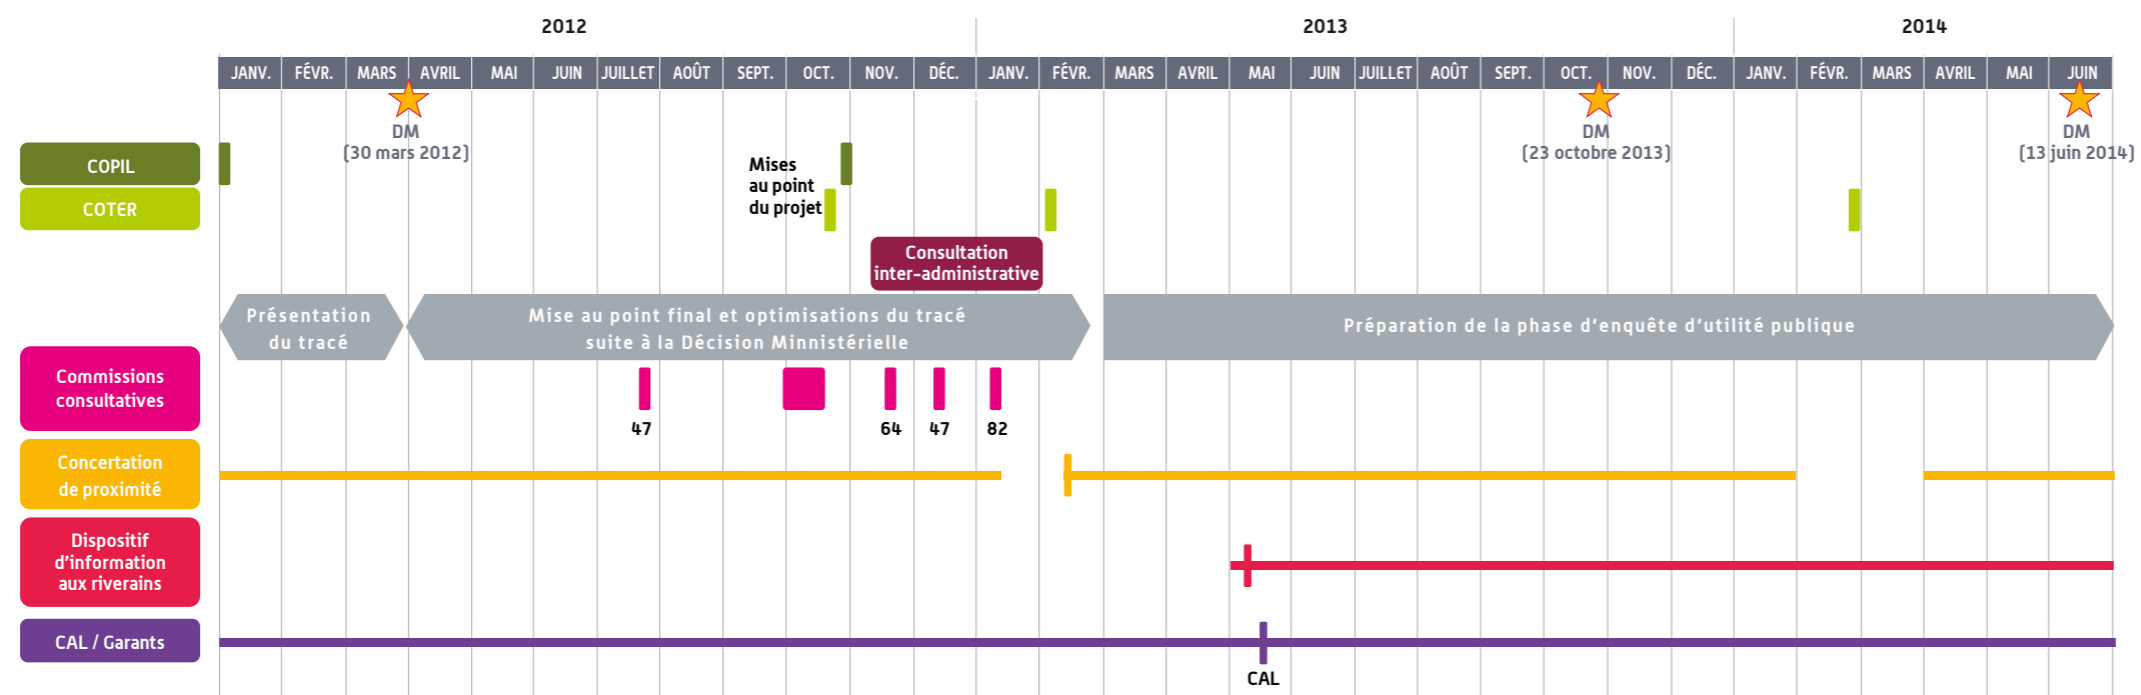 2012
2013
2014
JANV. FÉVR. MARS AVRIL MAI JUIN JUILLET AOÛT SEPT. OCT. NOV. DÉC. JANV. FÉVR. MARS AVRIL MAI JUIN JUILLET AOÛT SEPT. OCT. NOV. DÉC. JANV. FÉVR. MARS AVRIL MAI JUIN
DM
(30 mars 2012)
DM
(23 octobre 2013)
DM
(13 juin 2014)
COPIL
COTER
Mises
au point
du projet
Consultation
inter-administrative
Présentation
du tracé
Mise au point final et optimisations du tracé
suite à la Décision Minnistérielle
Préparation de la phase d'enquête d'utilité publique
Commissions
consultatives
47
64
47
82
Concertation
de proximité
Dispositif
d'information
aux riverains
CAL / Garants
CAL